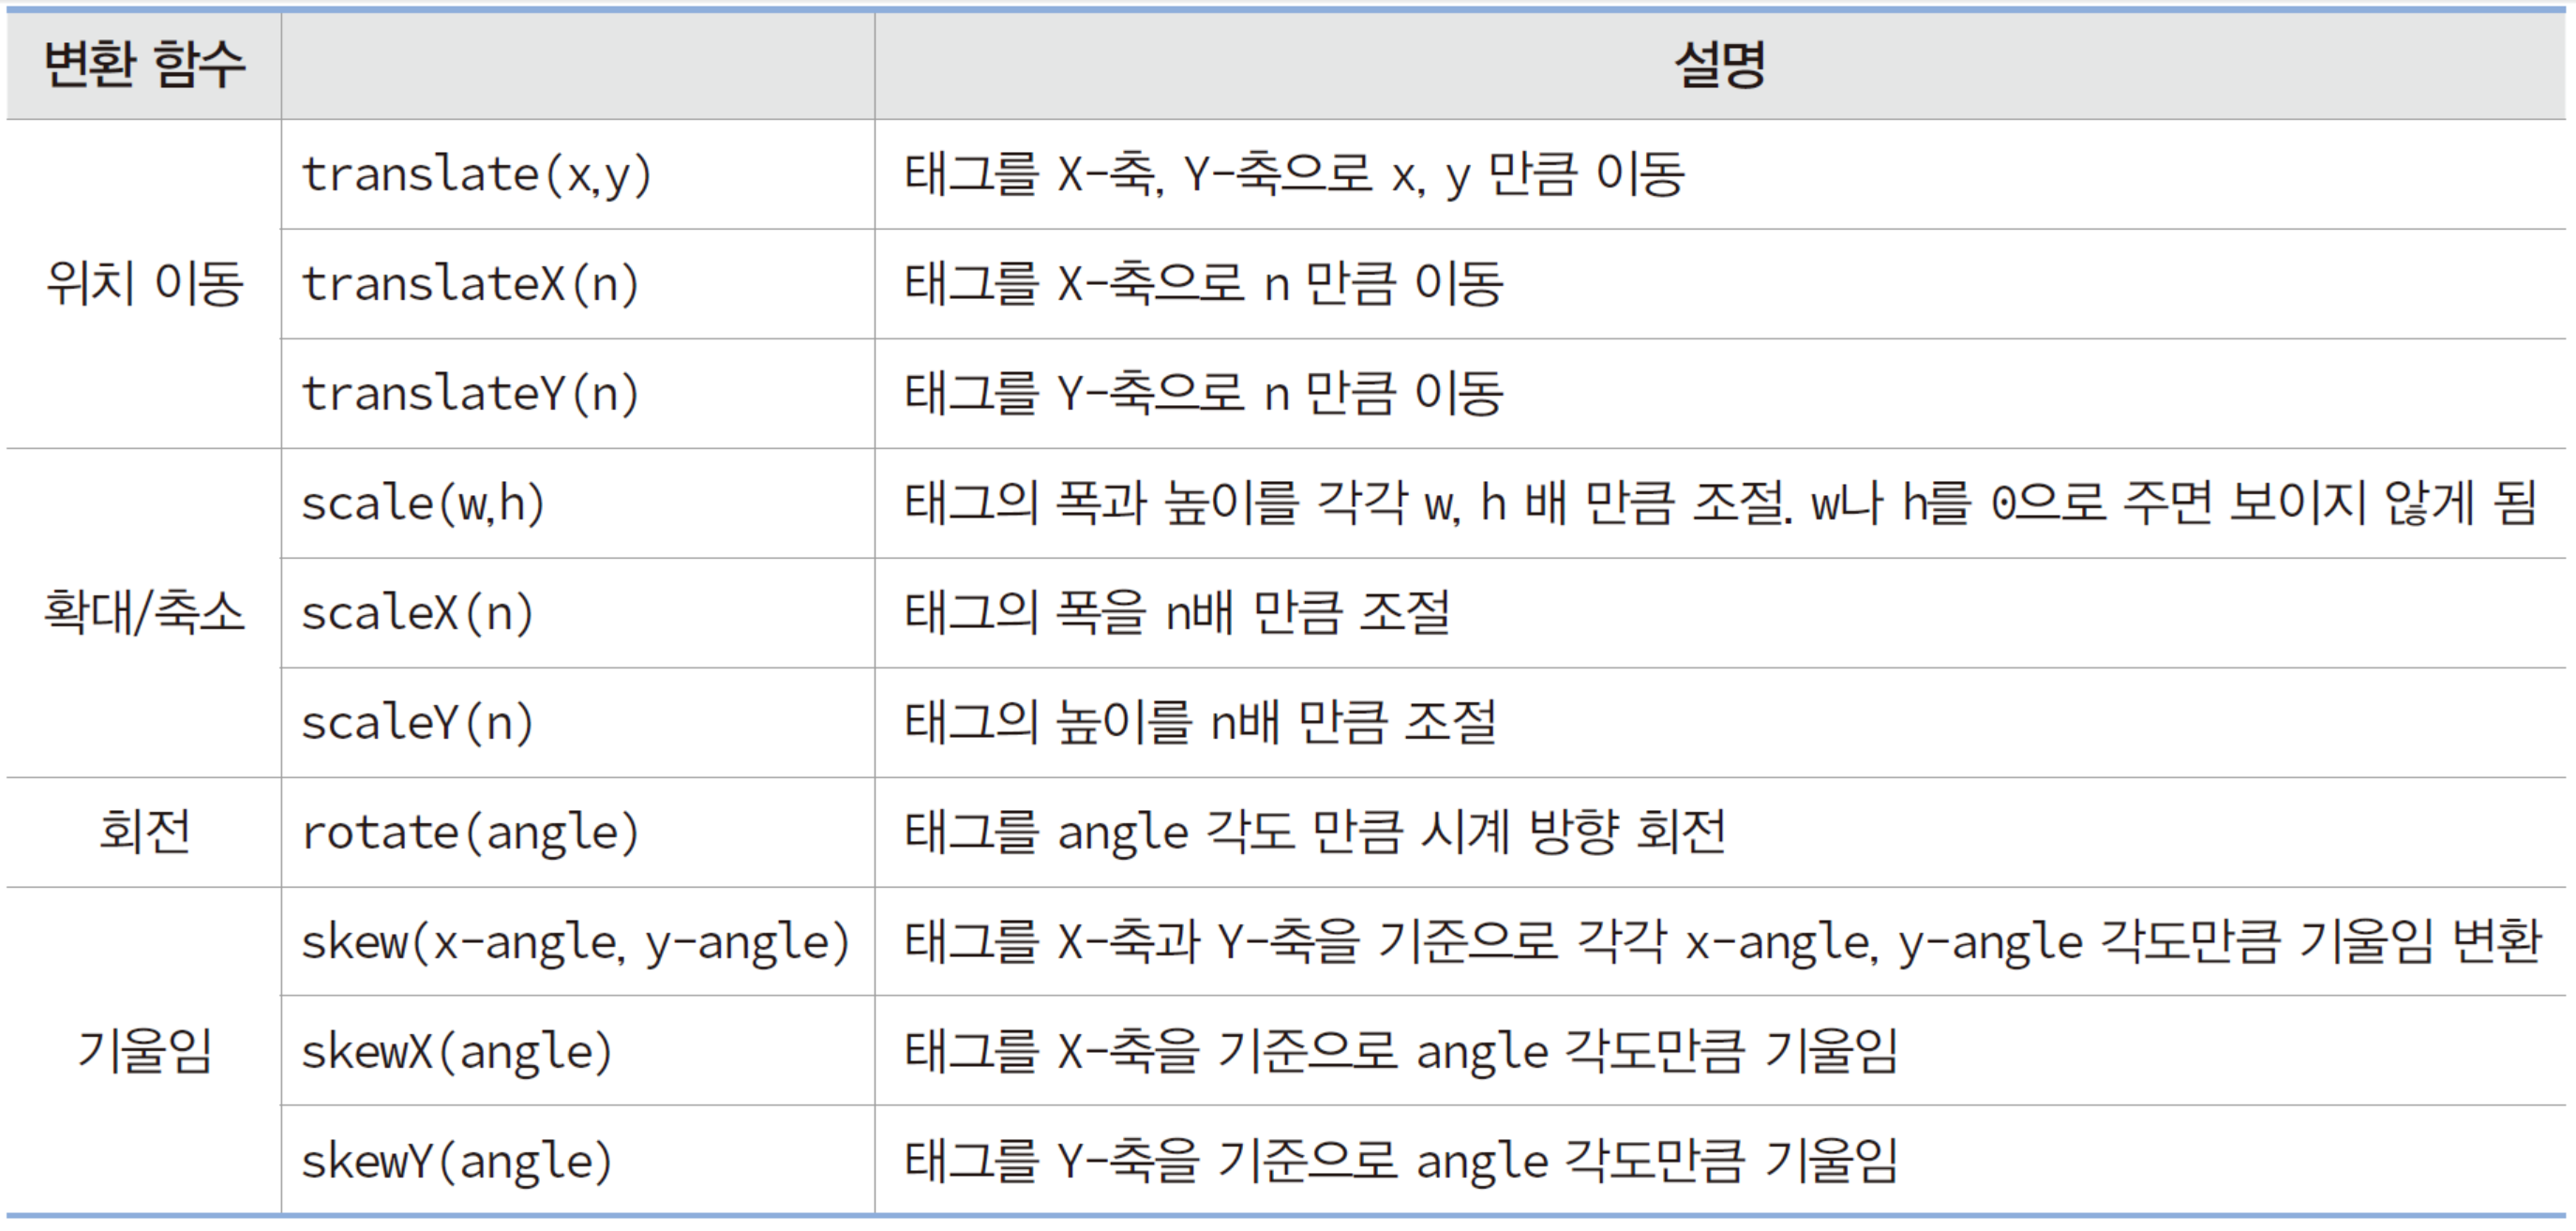 변환 함수 설명
위치 이동
translate(x,y) 태그를 X-축, Y-축으로 x, y 만큼 이동
translateX(n) 태그를 X-축으로 n 만큼 이동
translateY(n) 태그를 Y-축으로 n 만큼 이동
확대/축소
scale(w,h) 태그의 폭과 높이를 각각 w, h 배 만큼 조절. w나 h를 0으로 주면 보이지 않게 됨
scaleX(n) 태그의 폭을 n배 만큼 조절
scaleY(n) 태그의 높이를 n배 만큼 조절
회전
rotate(angle) 태그를 angle 각도 만큼 시계 방향 회전
기울임
skew(x-angle, y-angle) 태그를 X-축과 Y-축을 기준으로 각각 x-angle, y-angle 각도만큼 기울임 변환
skewX(angle) 태그를 X-축을 기준으로 angle 각도만큼 기울임
skewY(angle) 태그를 Y-축을 기준으로 angle 각도만큼 기울임